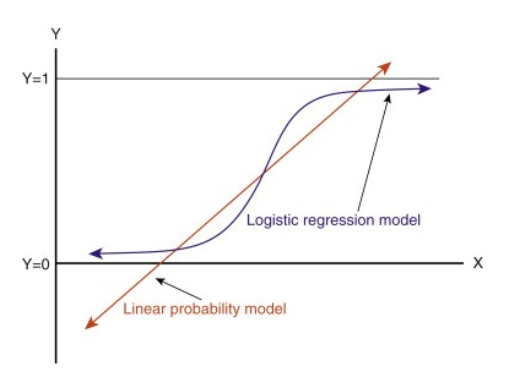 Y
Y=1
Logistic regression model
Y=0
X
Linear probability model